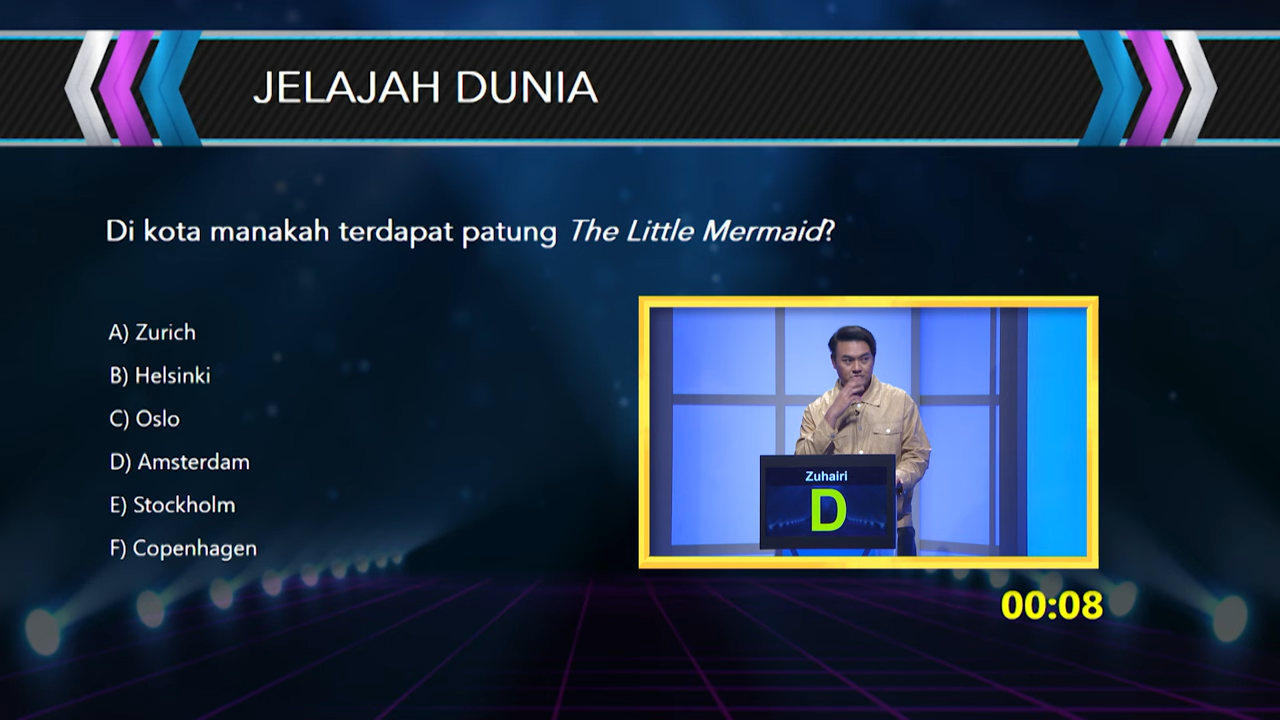 JELAJAH DUNIA
Di kota manakah terdapat patung The Little Mermaid?
A) Zurich
B) Helsinki
C) Oslo
D) Amsterdam
E) Stockholm
F) Copenhagen
Zuhairi
D
00:08